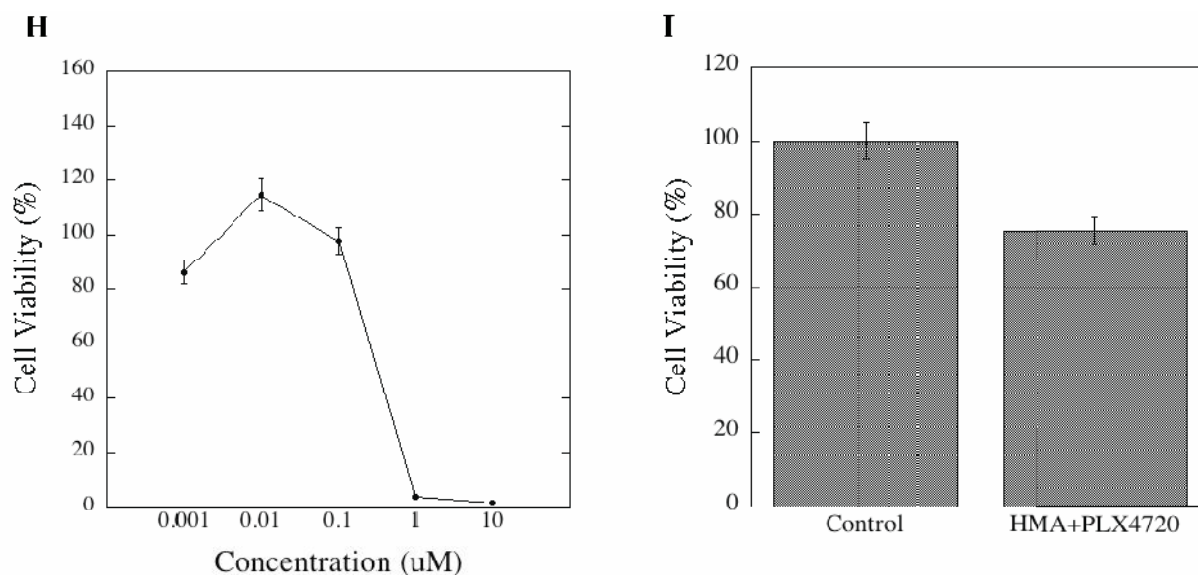 H
160
140
120
100
80
60
40
20
0
Cell Viability (%)
0.001 0.01 0.1 1 10
Concentration (uM)
I
120
100
80
60
40
20
0
Cell Viability (%)
Control HMA+PLX4720